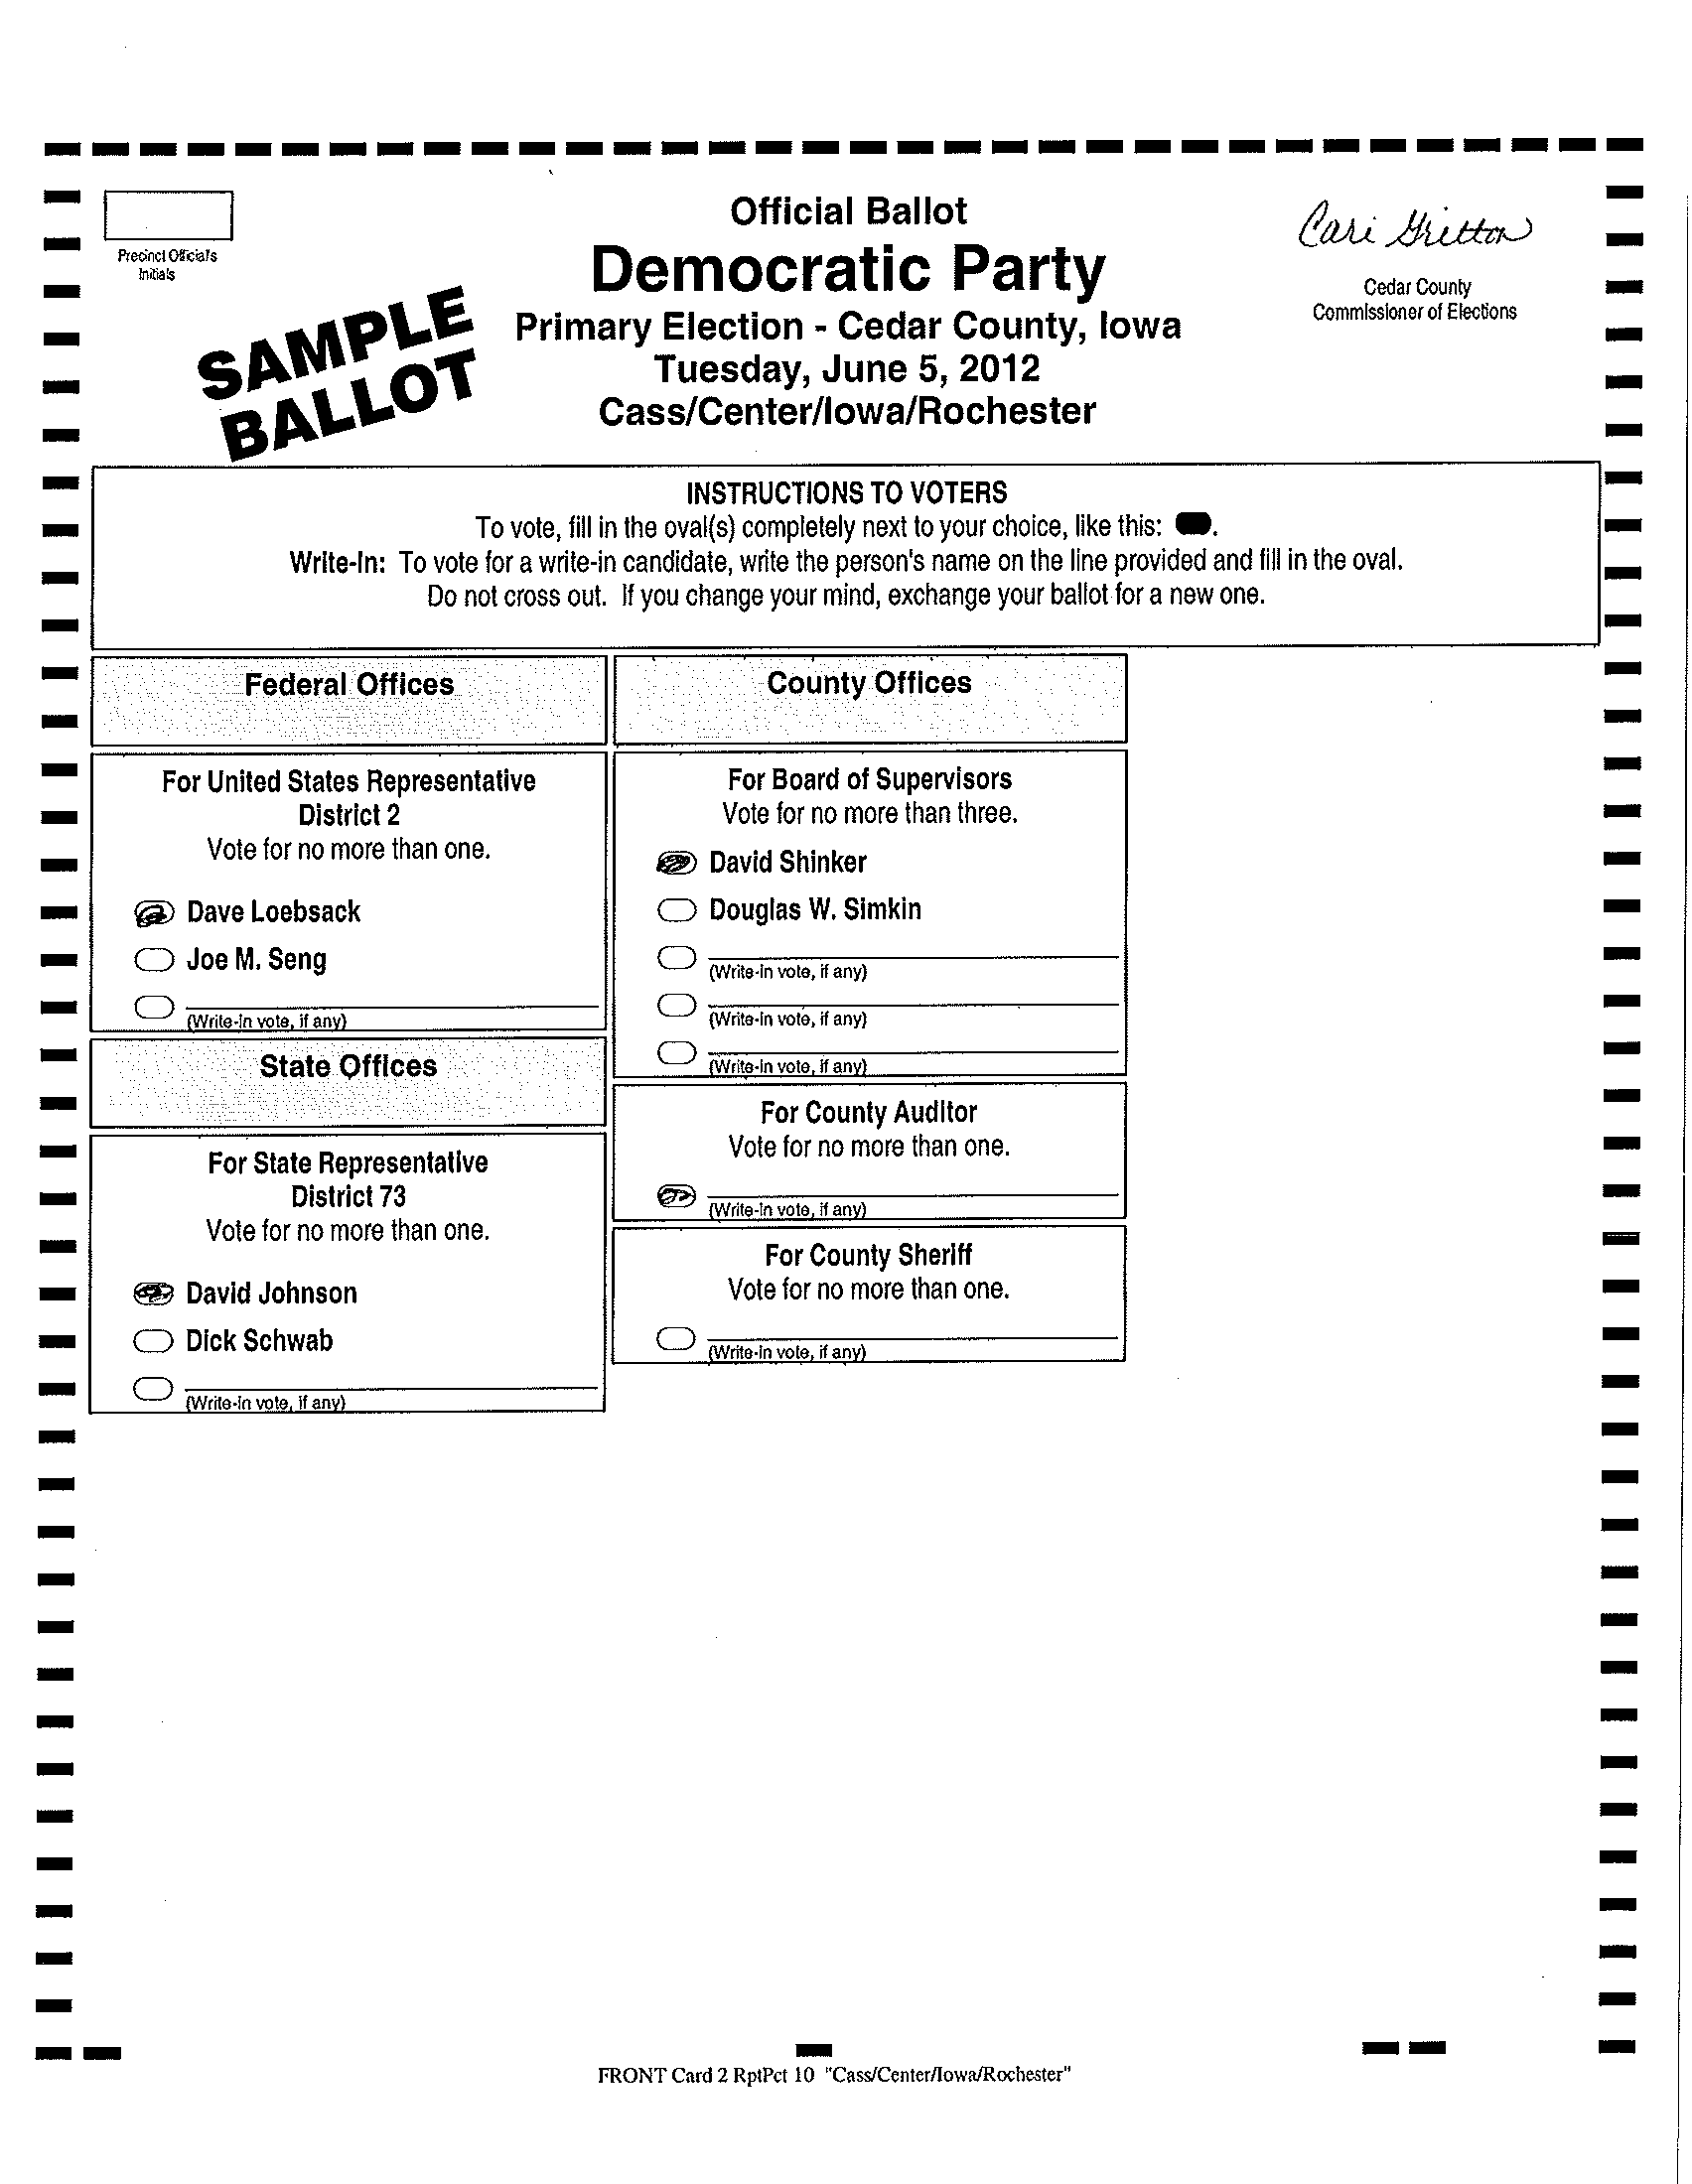 Official Ballot
Democratic Party
Primary Election - Cedar County, Iowa
Tuesday, June 5, 2012
Cass/Center/Iowa/Rochester
Precinct Official's
Initials
SAMPLE
BALLOT
Cari Gritton
Cedar County
Commissioner of Elections
INSTRUCTIONS TO VOTERS
To vote, fill in the oval(s) completely next to your choice, like this: .
Write-In: To vote for a write-in candidate, write the person's name on the line provided and fill in the oval.
Do not cross out. If you change your mind, exchange your ballot for a new one.
Federal Offices
For United States Representative
District 2
Vote for no more than one.
Dave Loebsack
Joe M. Seng
(Write-in vote, if any)
State Offices
For State Representative
District 73
Vote for no more than one.
David Johnson
Dick Schwab
(Write-in vote, if any)
County Offices
For Board of Supervisors
Vote for no more than three.
David Shinker
Douglas W. Simkin
(Write-in vote, if any)
(Write-in vote, if any)
(Write-in vote, if any)
For County Auditor
Vote for no more than one.
(Write-in vote, if any)
For County Sheriff
Vote for no more than one.
(Write-in vote, if any)
FRONT Card 2 RptPct 10 "Cass/Center/Iowa/Rochester"